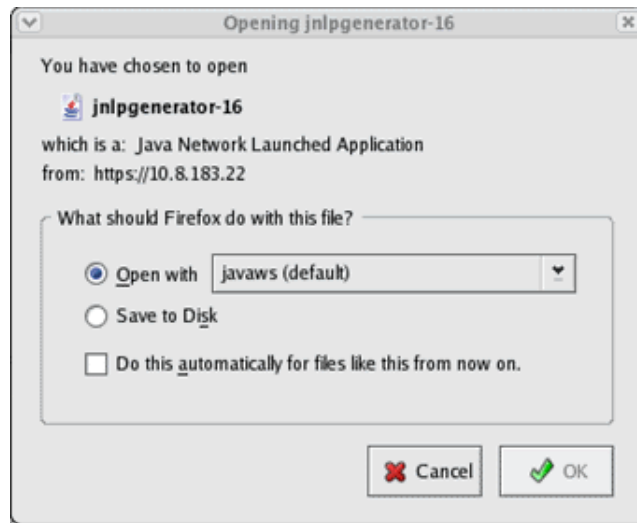 Opening jnlpgenerator-16
You have chosen to open
jnlpgenerator-16
which is a: Java Network Launched Application
from: https://10.8.183.22
What should Firefox do with this file?
Open with javaws (default)
Save to Disk
Do this automatically for files like this from now on.
Cancel OK